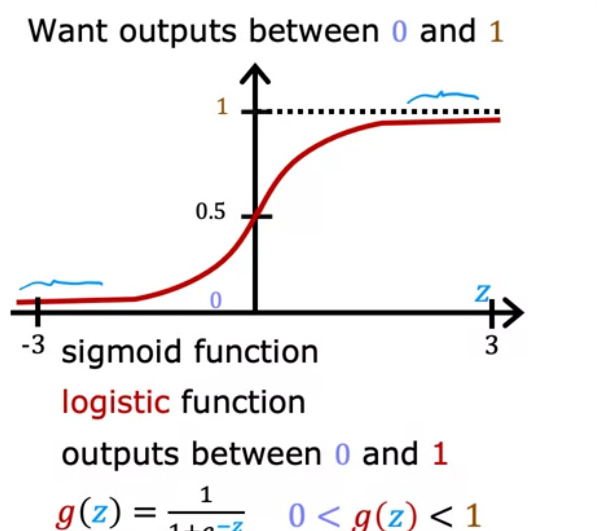 Want outputs between 0 and 1
1
0.5
0
z
-3
3
sigmoid function
logistic function
outputs between 0 and 1
g(z) = 1
0 < g(z) < 1